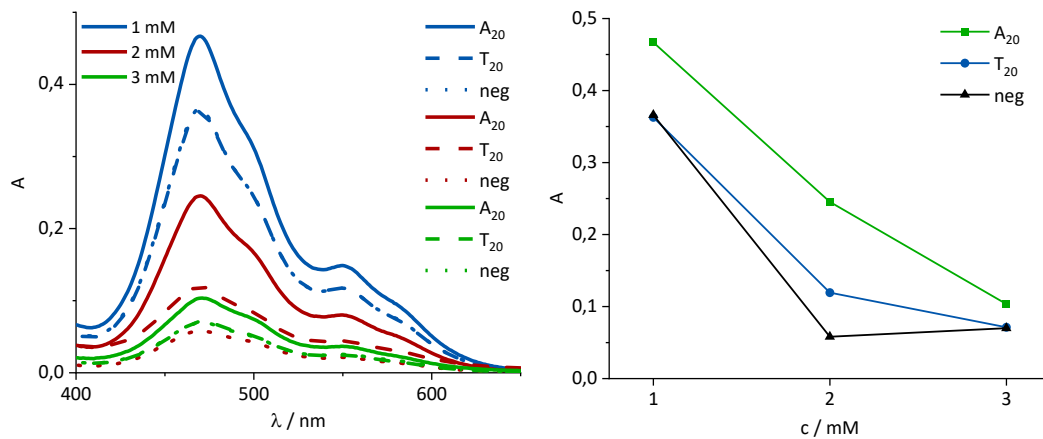 1 mM
2 mM
3 mM
A₂₀
T₂₀
neg
A₂₀
T₂₀
neg
A₂₀
T₂₀
neg
0,4
0,2
0,0
A
400
500
600
λ / nm
A₂₀
T₂₀
neg
0,5
0,4
0,3
0,2
0,1
0,0
A
1
2
3
c / mM